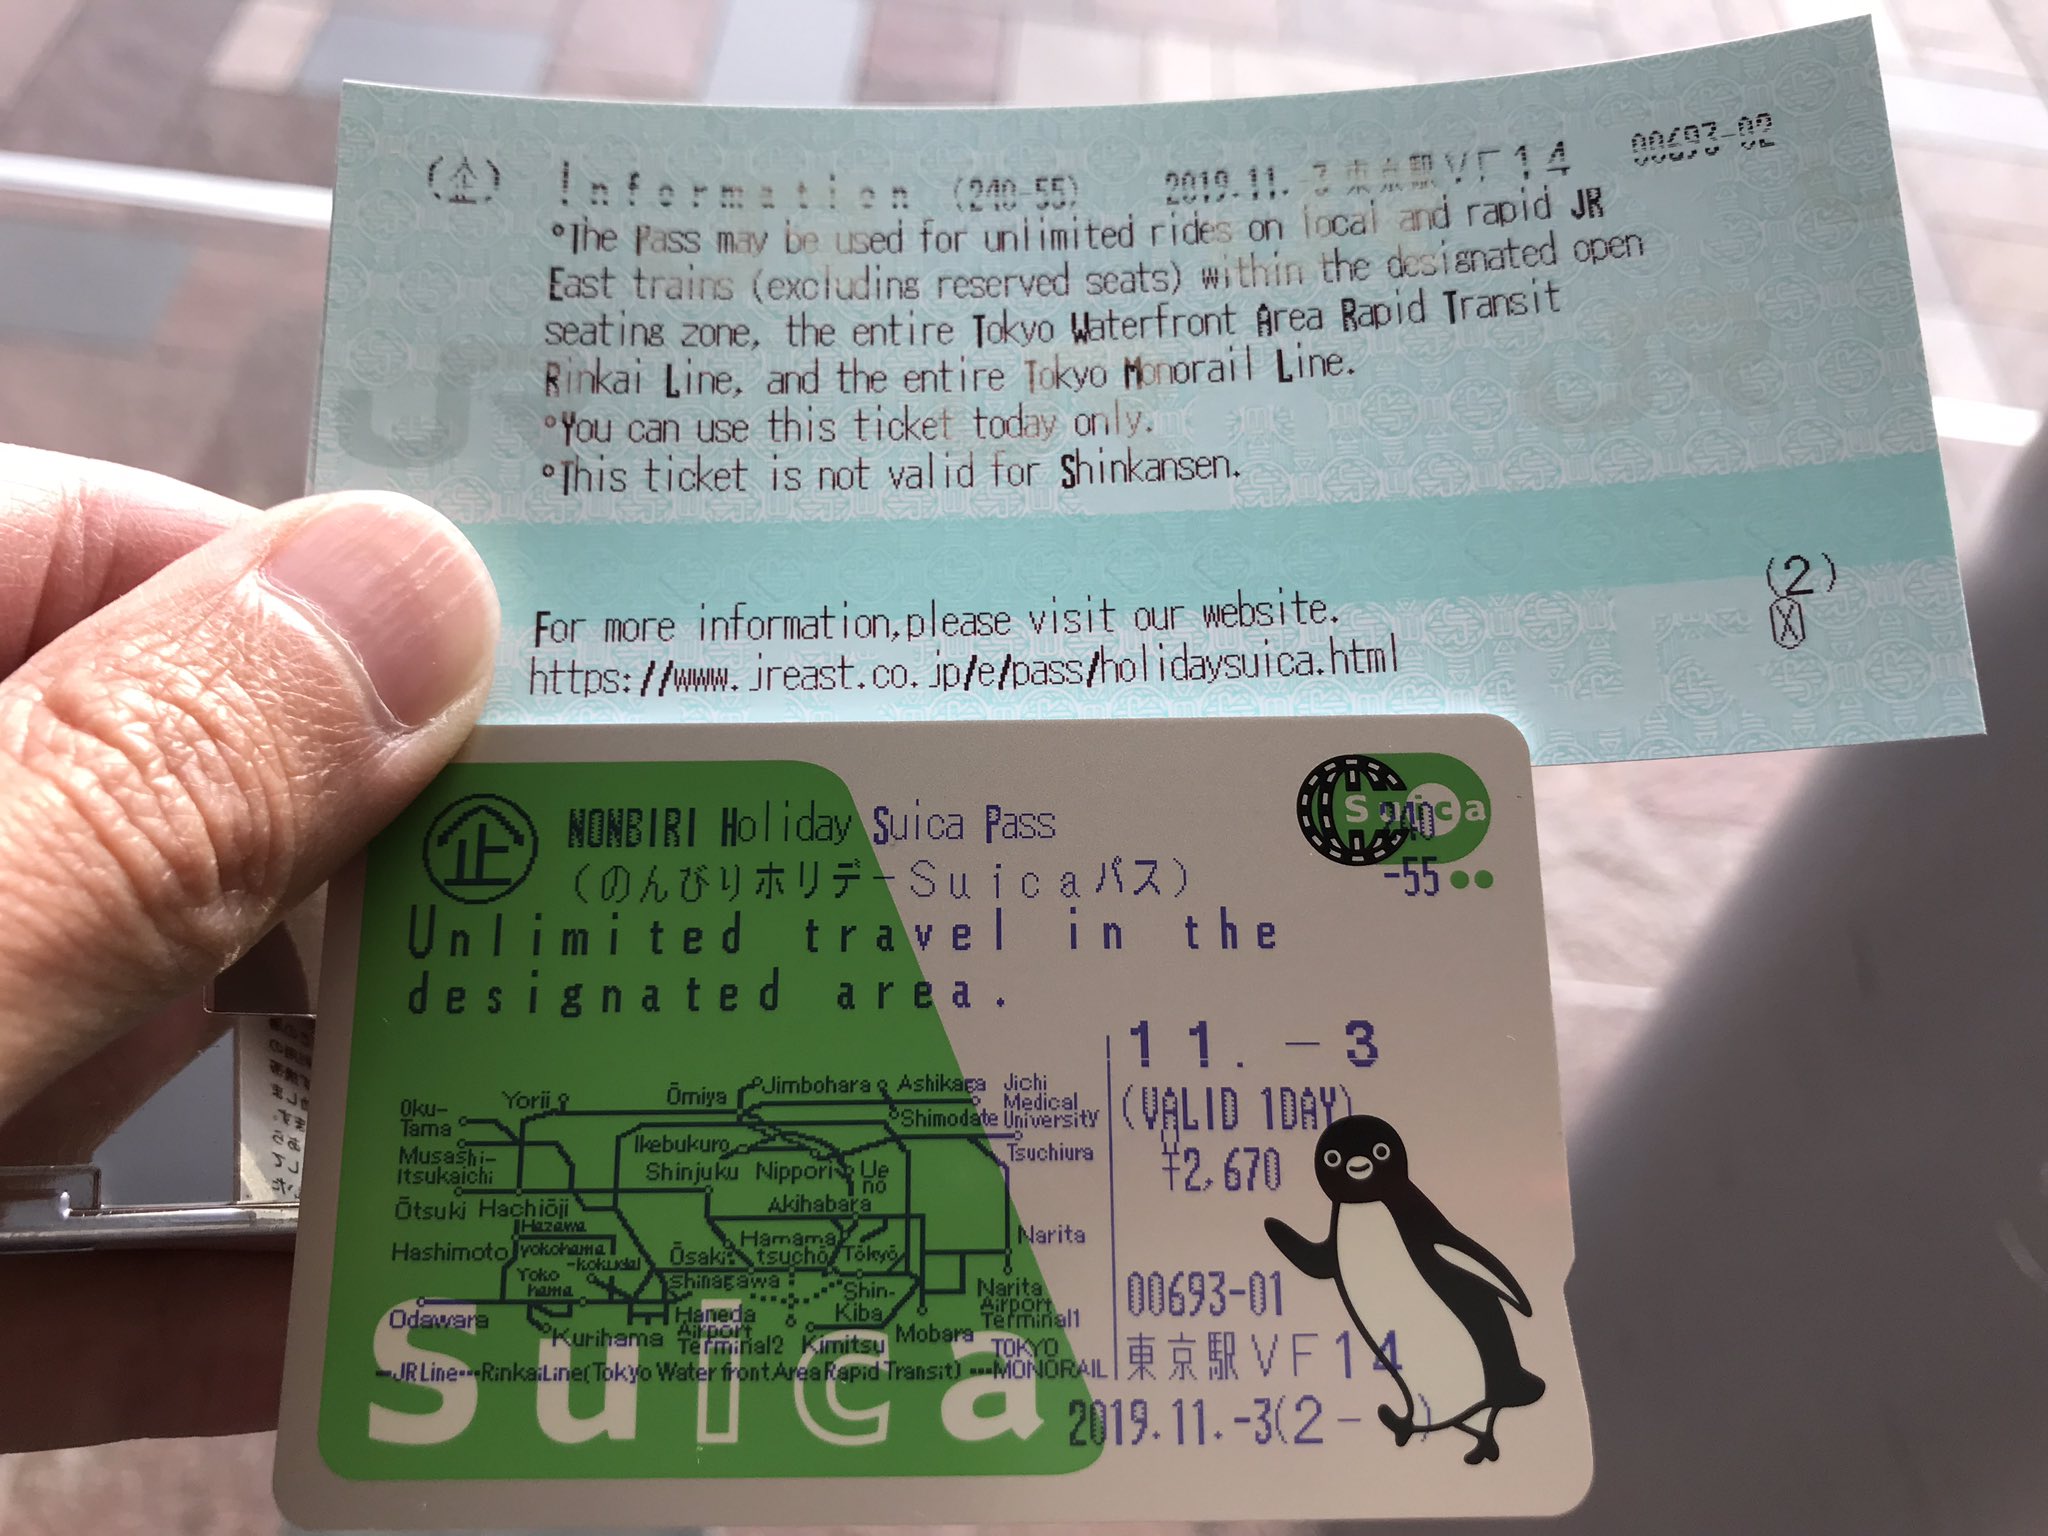 (企) Information (240-55) 2019.11.-3 東京駅VF14 00693-02
°The Pass may be used for unlimited rides on local and rapid JR
East trains (excluding reserved seats) within the designated open
seating zone, the entire Tokyo Waterfront Area Rapid Transit
Rinkai Line, and the entire Tokyo Monorail Line.
°You can use this ticket today only.
°This ticket is not valid for Shinkansen.
(2)
For more information,please visit our website.
https://www.jreast.co.jp/e/pass/holidaysuica.html
企 NONBIRI Holiday Suica Pass
Suica
240
-55
(のんびりホリデーSuicaパス)
Unlimited travel in the
designated area.
11.-3
(VALID 1DAY)
¥2,670
00693-01
東京駅VF14
2019.11.-3(2-)
Oku-
Tama
Yorii
Ōmiya
Jimbohara
Ashikaga
Jichi
Medical
University
Shimodate
Musashi-
Itsukaichi
Ikebukuro
Shinjuku
Nippori
Ue
no
Tsuchiura
Ōtsuki
Hachiōji
Akihabara
Hazawa
yokohama
-kokudai
Hashimoto
Yoko
hama
Ōsaki
Hamama
tsuchō
Tōkyō
Narita
Shinagawa
Shin-
Kiba
Narita
Airport
Terminal1
Odawara
Kurihama
Haneda
Airport
Terminal2
Kimitsu
Mobara
JR Line RinkaiLine(Tokyo Water front Area Rapid Transit) TOKYO
MONORAIL
Suica